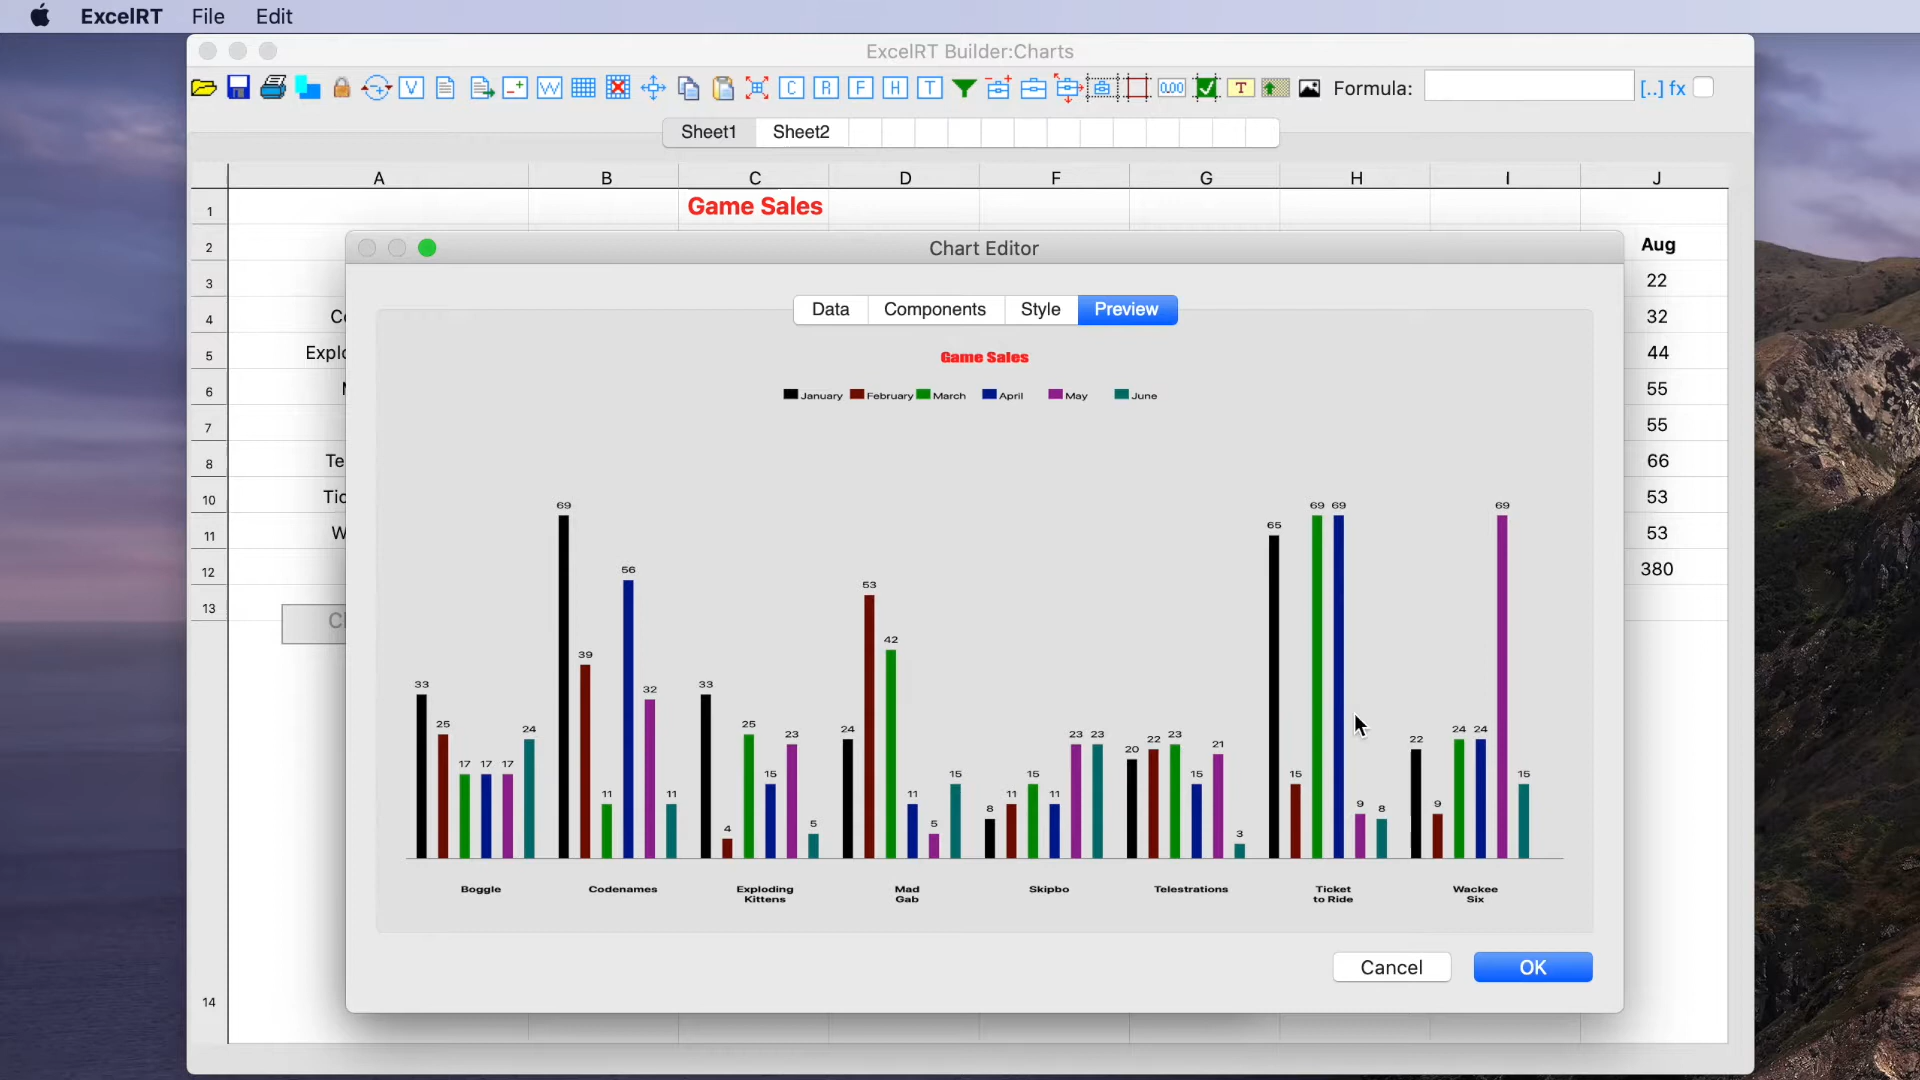 ExcelRT File Edit
ExcelRT Builder:Charts
V W C R F H T 0.00 T Formula: [..] fx
Sheet1 Sheet2
A B C D F G H I J
1 Game Sales
2 Aug
3 22
4 32
5 44
6 55
7 55
8 66
10 53
11 53
12 380
13
14
Chart Editor
Data Components Style Preview
Game Sales
January February March April May June
33 25 17 17 17 24
69 39 11 56 32 11
33 4 25 15 23 5
24 53 42 11 5 15
8 11 15 11 23 23
20 22 23 15 21 3
65 15 69 69 9 8
22 9 24 24 69 15
Boggle Codenames Exploding Mad Skipbo Telestrations Ticket Wackee
Kittens Gab to Ride Six
Cancel OK